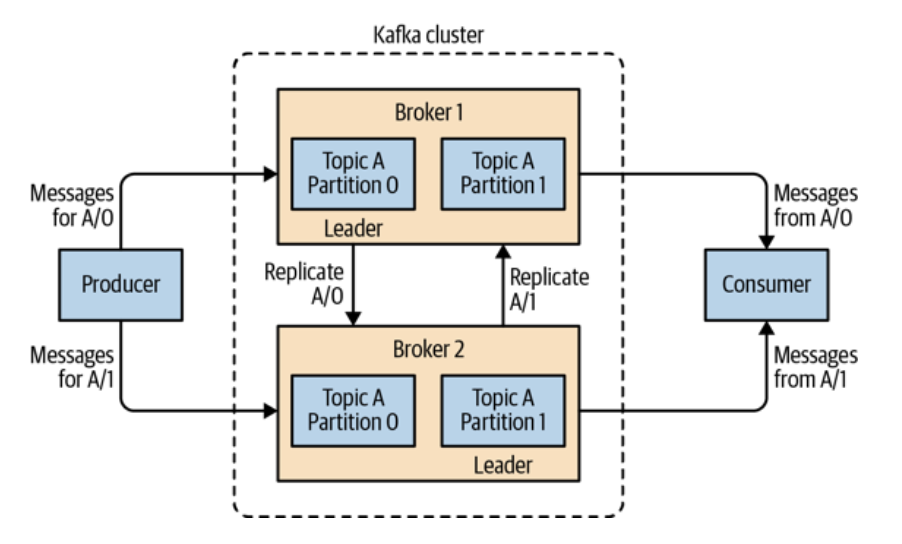 Kafka cluster
Broker 1
Topic A
Partition 0
Topic A
Partition 1
Leader
Messages
for A/0
Messages
from A/0
Producer
Replicate
A/0
Replicate
A/1
Consumer
Messages
for A/1
Messages
from A/1
Broker 2
Topic A
Partition 0
Topic A
Partition 1
Leader